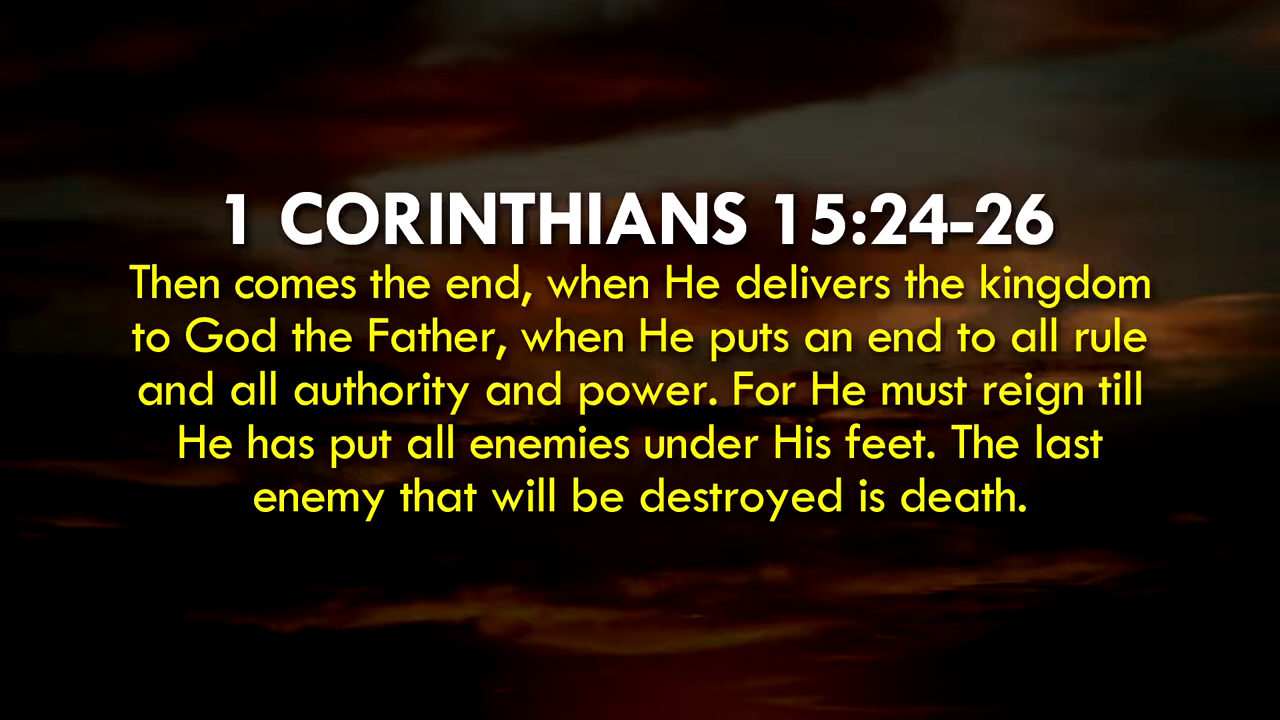 1 CORINTHIANS 15:24-26
Then comes the end, when He delivers the kingdom
to God the Father, when He puts an end to all rule
and all authority and power. For He must reign till
He has put all enemies under His feet. The last
enemy that will be destroyed is death.